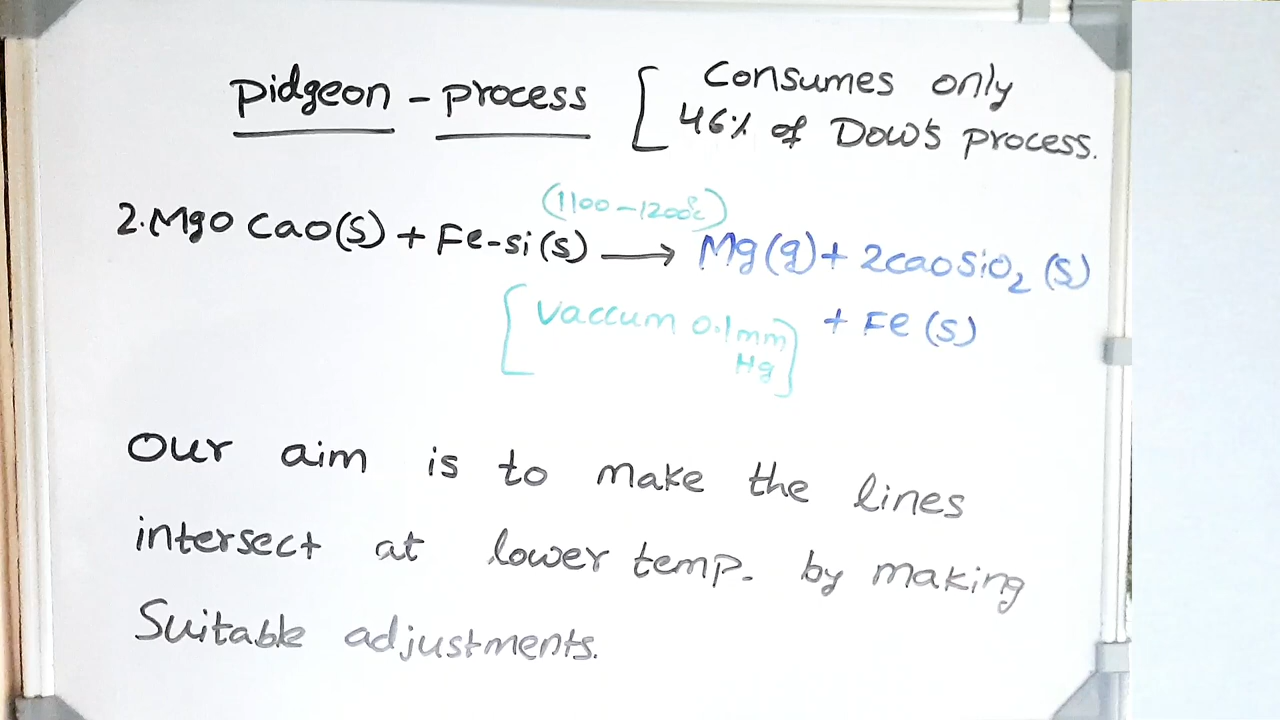 Pidgeon - process [ Consumes only
46% of Dow's process.
(1100-1200°c)
2.MgO CaO(S) + Fe-si(s) ⟶ Mg(g) + 2caoSiO₂ (S)
[Vaccum 0.1mm Hg] + Fe (s)
Our aim is to make the lines
intersect at lower temp. by making
Suitable adjustments.